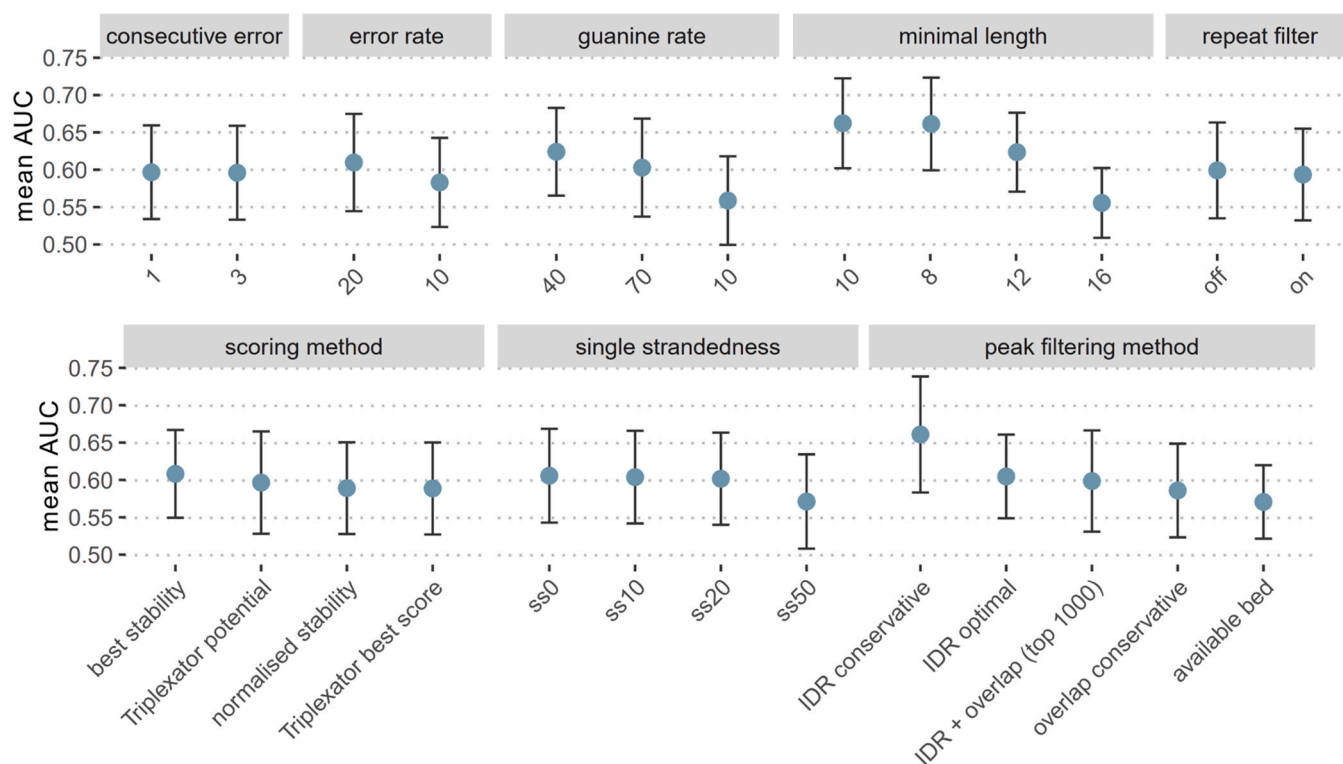 consecutive error error rate guanine rate minimal length repeat filter
0.75
0.70
0.65
0.60
0.55
0.50
mean AUC
1 3 20 10 40 70 10 10 8 12 16 off on
scoring method single strandedness peak filtering method
0.75
0.70
0.65
0.60
0.55
0.50
mean AUC
best stability
Triplexator potential
normalised stability
Triplexator best score
ss0
ss10
ss20
ss50
IDR conservative
IDR optimal
IDR + overlap (top 1000)
overlap conservative
available bed